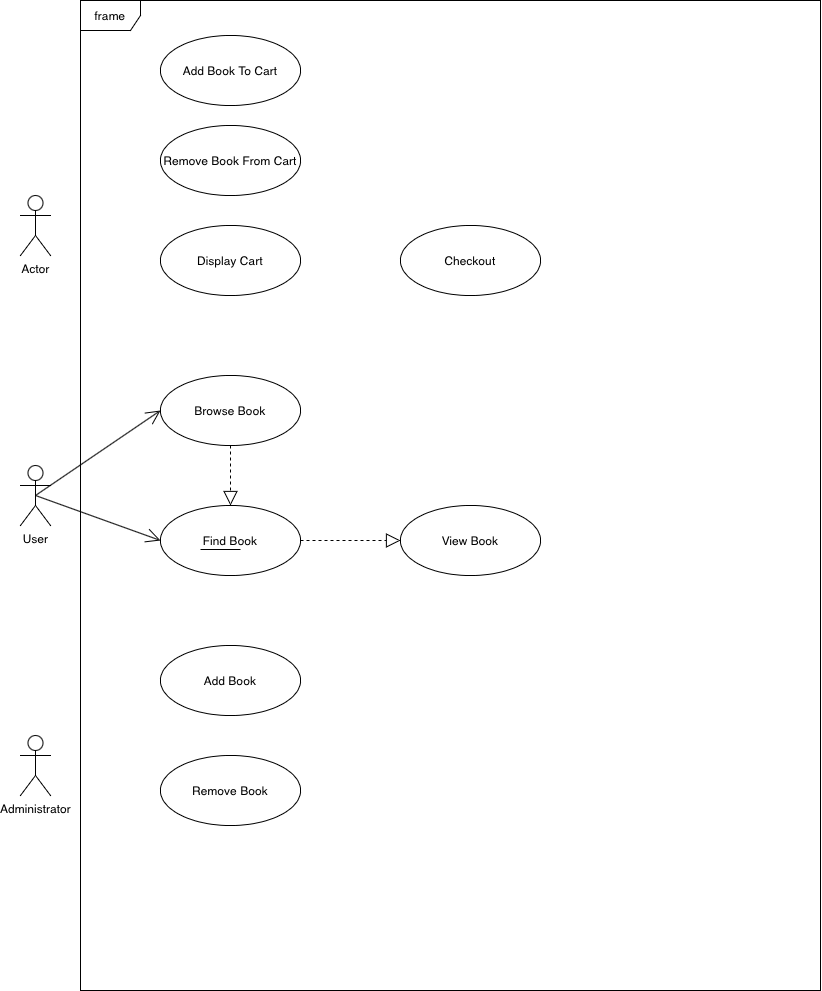 frame
Add Book To Cart
Remove Book From Cart
Actor
Display Cart
Checkout
Browse Book
User
Find Book
View Book
Add Book
Administrator
Remove Book